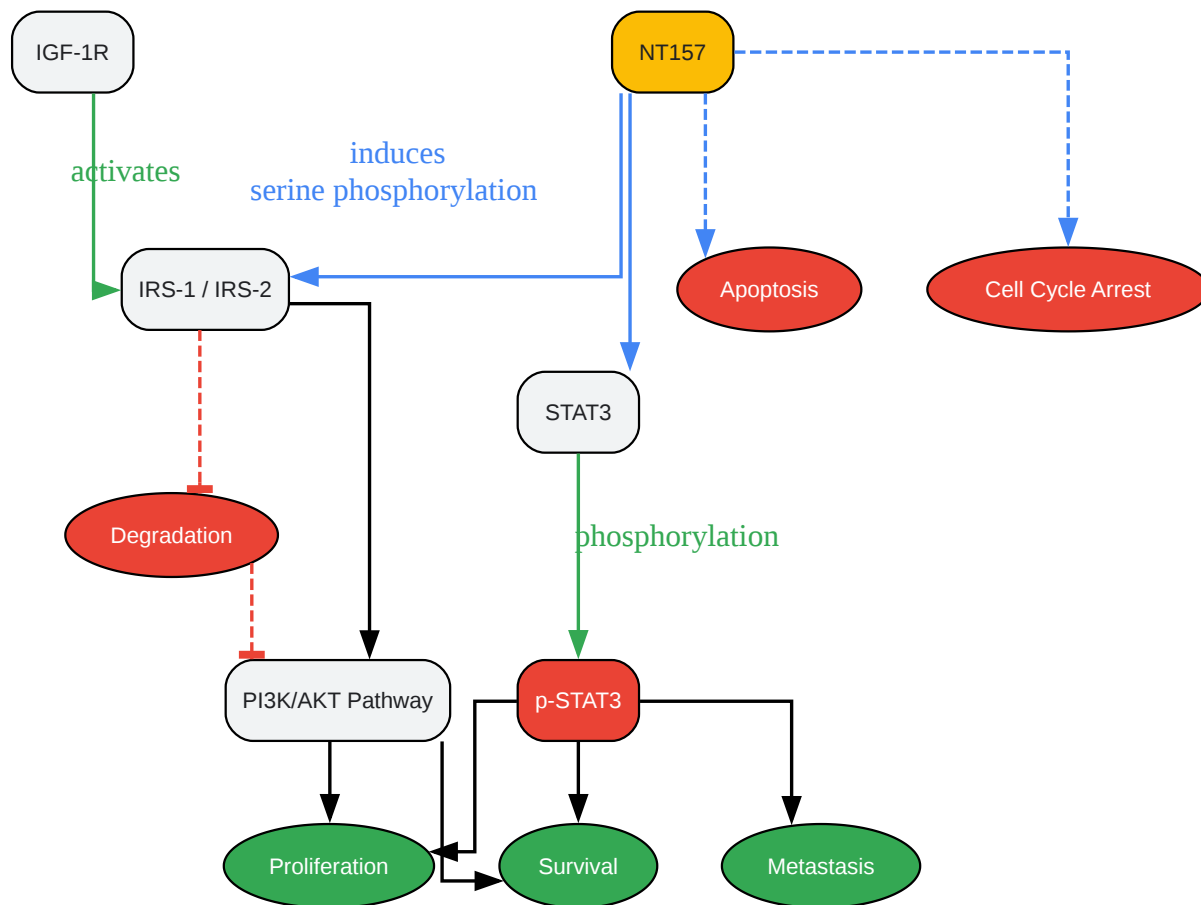 IGF-1R
NT157
activates
induces
serine phosphorylation
IRS-1 / IRS-2
Apoptosis
Cell Cycle Arrest
STAT3
Degradation
phosphorylation
PI3K/AKT Pathway
p-STAT3
Proliferation
Survival
Metastasis